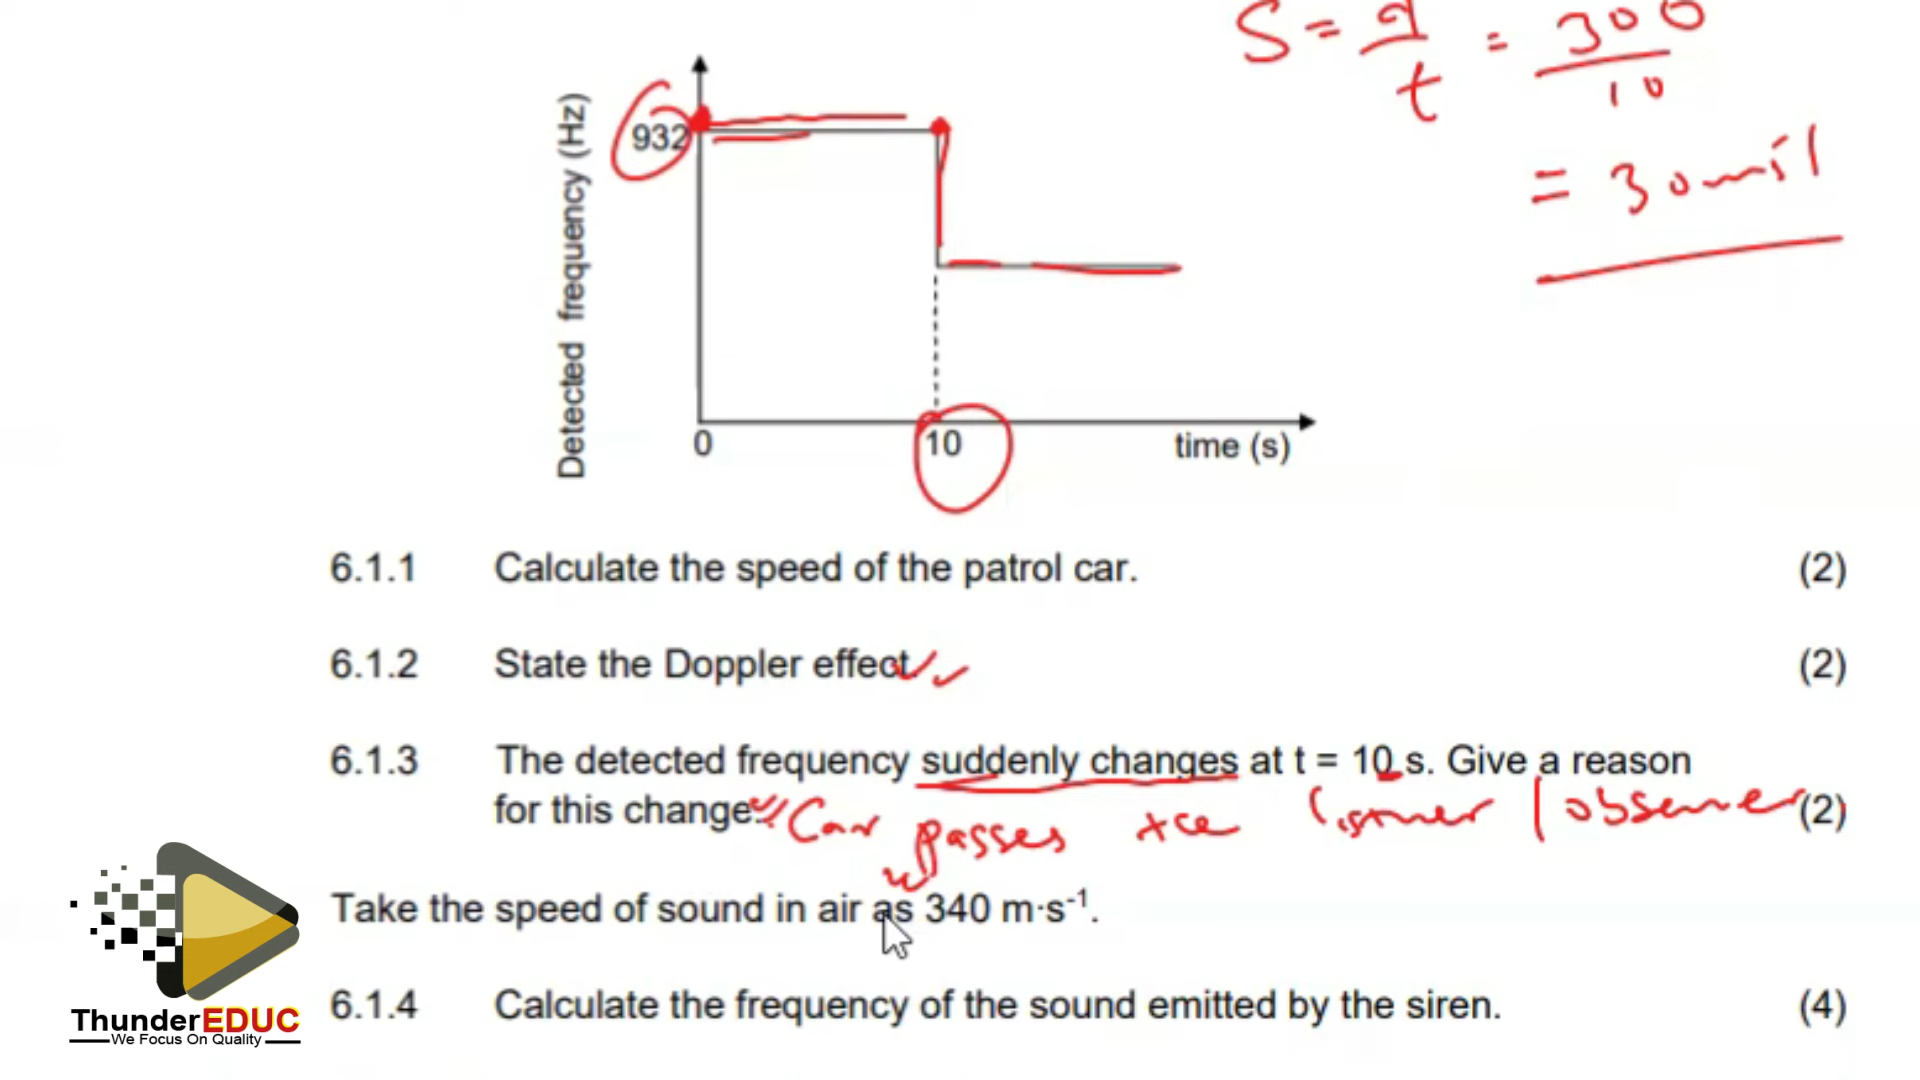 S = d/t = 300/10
= 30 m/s
Detected frequency (Hz)
932
0
10
time (s)
6.1.1 Calculate the speed of the patrol car. (2)
6.1.2 State the Doppler effect. (2)
6.1.3 The detected frequency suddenly changes at t = 10 s. Give a reason
for this change. (2)
Car passes the listner / observer
Take the speed of sound in air as 340 m·s⁻¹.
6.1.4 Calculate the frequency of the sound emitted by the siren. (4)
ThunderEDUC
We Focus On Quality